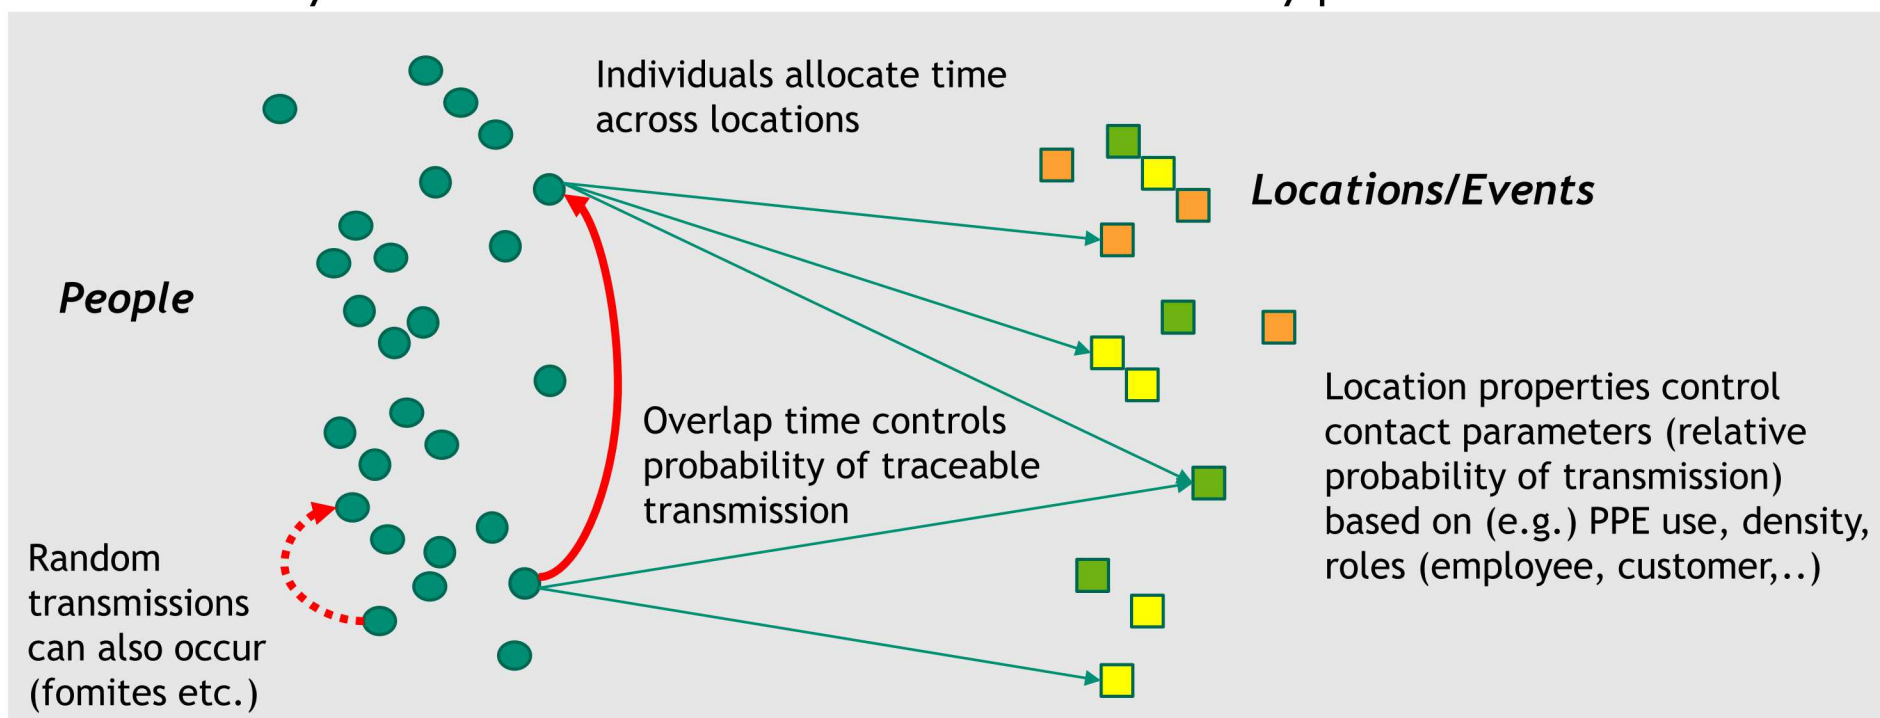 Individuals allocate time
across locations
Locations/Events
People
Overlap time controls
probability of traceable
transmission
Location properties control
contact parameters (relative
probability of transmission)
based on (e.g.) PPE use, density,
roles (employee, customer,..)
Random
transmissions
can also occur
(fomites etc.)